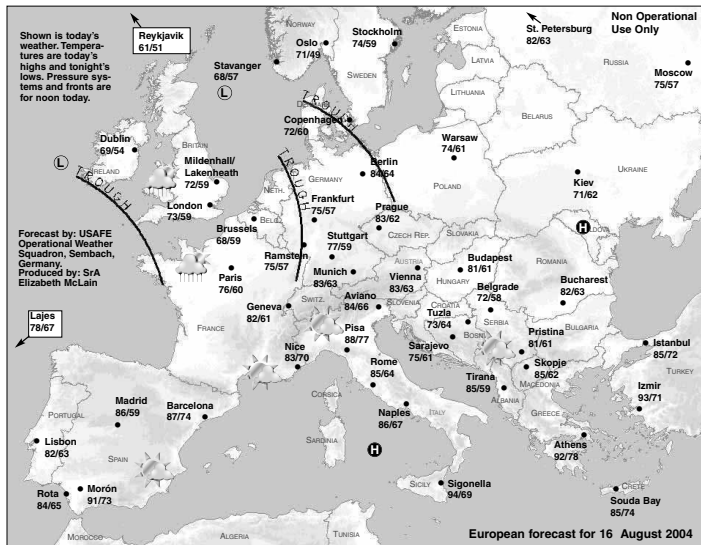 Shown is today's
weather. Tempera-
tures are today's
highs and tonight's
lows. Pressure sys-
tems and fronts are
for noon today.
Reykjavik
61/51
NORWAY
Oslo
71/49
Stockholm
74/59
ESTONIA
St. Petersburg
82/63
Non Operational
Use Only
Stavanger
68/57
SWEDEN
LATVIA
RUSSIA
Moscow
75/57
L
LITHUANIA
DENMARK
TROUGH
Copenhagen
72/60
BELARUS
Dublin
69/54
BRITAIN
IRELAND
L
TROUGH
Mildenhall/
Lakenheath
72/59
London
73/59
NETH.
TROUGH
GERMANY
Berlin
84/64
Warsaw
74/61
POLAND
UKRAINE
Kiev
71/62
Frankfurt
75/57
Prague
83/62
Brussels
68/59
BELG
CZECH REP.
SLOVAKIA
H
MOLDOVA
Forecast by: USAFE
Operational Weather
Squadron, Sembach,
Germany.
Produced by: SrA
Elizabeth McLain
Ramstein
75/57
Stuttgart
77/59
Paris
76/60
Munich
83/63
AUSTRIA
Vienna
83/63
Budapest
81/61
HUNGARY
ROMANIA
Lajes
78/67
FRANCE
Geneva
82/61
SWITZ.
Aviano
84/66
SLOVENIA
CROATIA
Belgrade
72/58
Bucharest
82/63
Tuzla
73/64
BOSNI
SERBIA
Pisa
88/77
Nice
83/70
Sarajevo
75/61
Pristina
81/61
BULGARIA
Istanbul
85/72
Skopje
85/62
MACEDONIA
TURKEY
Rome
85/64
Tirana
85/59
ALBANIA
Izmir
93/71
Madrid
86/59
Barcelona
87/74
CORSICA
ITALY
Naples
86/67
GREECE
PORTUGAL
Lisbon
82/63
SARDINIA
H
Athens
92/78
SPAIN
Rota
84/65
Morón
91/73
SICILY
Sigonella
94/69
CRETE
Souda Bay
85/74
MOROCCO
ALGERIA
TUNISIA
European forecast for 16 August 2004